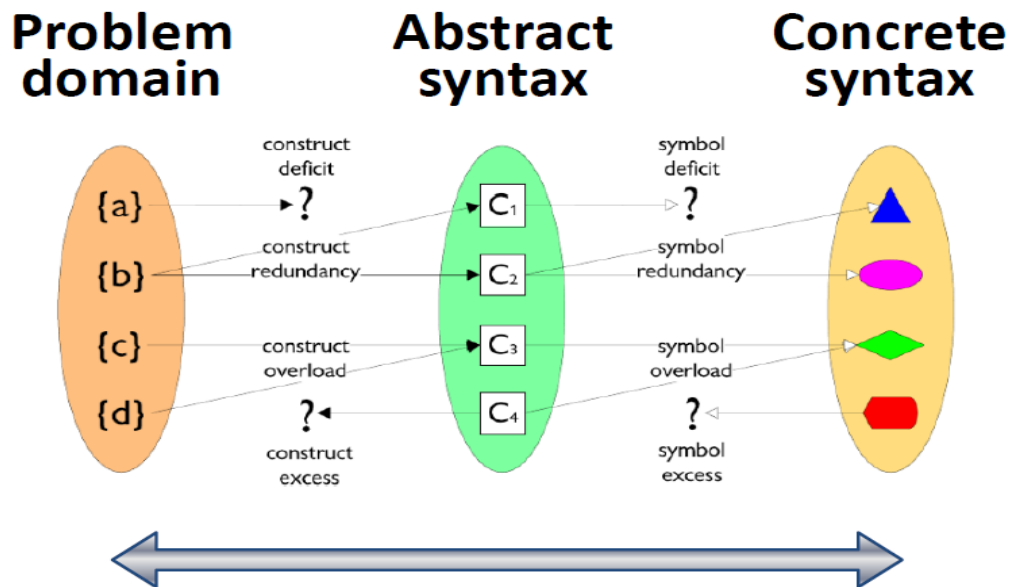 Problem domain
Abstract syntax
Concrete syntax
construct deficit
symbol deficit
{a}
?
C1
?
{b}
construct redundancy
C2
symbol redundancy
{c}
construct overload
C3
symbol overload
{d}
?
C4
?
construct excess
symbol excess